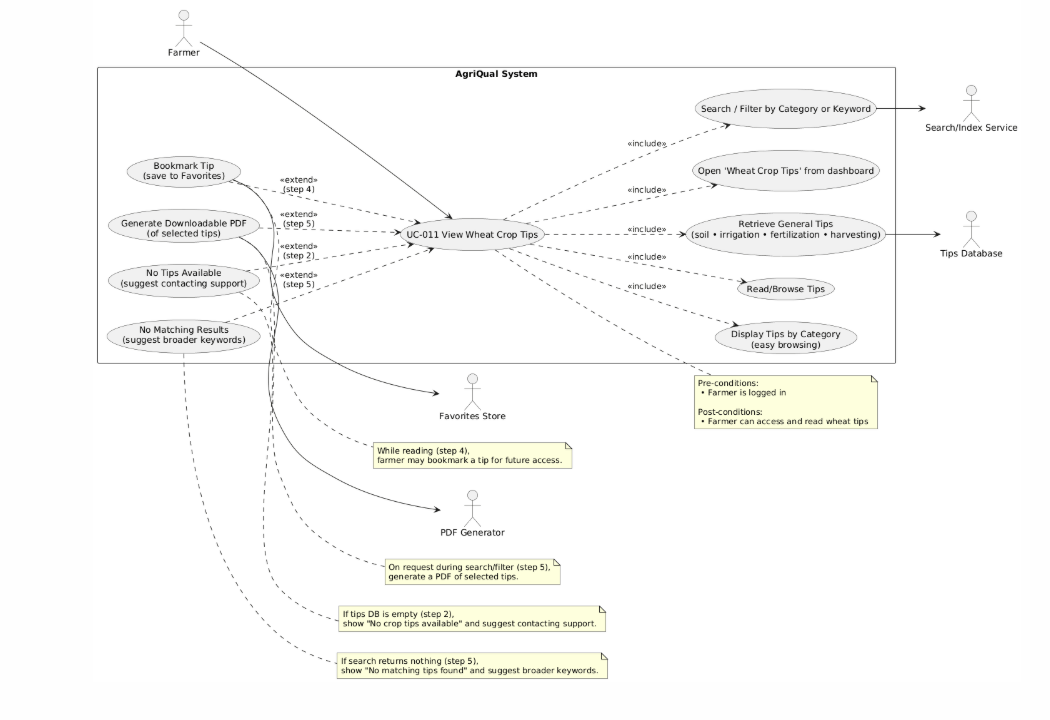 Farmer
AgriQual System
Search / Filter by Category or Keyword
Search/Index Service
«include»
Bookmark Tip
(save to Favorites)
«extend»
(step 4)
Open 'Wheat Crop Tips' from dashboard
«include»
Generate Downloadable PDF
(of selected tips)
«extend»
(step 5)
UC-011 View Wheat Crop Tips
«include»
Retrieve General Tips
(soil • irrigation • fertilization • harvesting)
Tips Database
No Tips Available
(suggest contacting support)
«extend»
(step 2)
«include»
Read/Browse Tips
«extend»
(step 5)
«include»
No Matching Results
(suggest broader keywords)
Display Tips by Category
(easy browsing)
Pre-conditions:
• Farmer is logged in
Post-conditions:
• Farmer can access and read wheat tips
Favorites Store
While reading (step 4),
farmer may bookmark a tip for future access.
PDF Generator
On request during search/filter (step 5),
generate a PDF of selected tips.
If tips DB is empty (step 2),
show "No crop tips available" and suggest contacting support.
If search returns nothing (step 5),
show "No matching tips found" and suggest broader keywords.